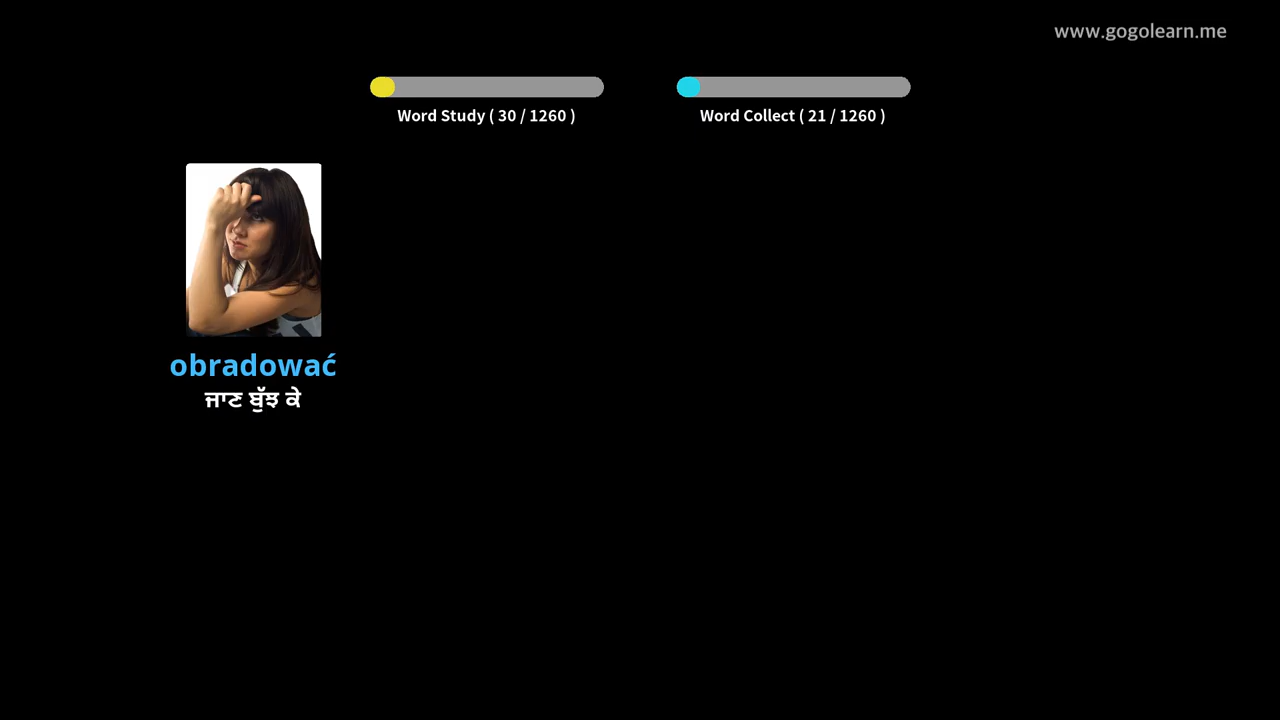 www.gogolearn.me
Word Study ( 30 / 1260 )
Word Collect ( 21 / 1260 )
obradować
ਜਾਣ ਬੁੱਝ ਕੇ